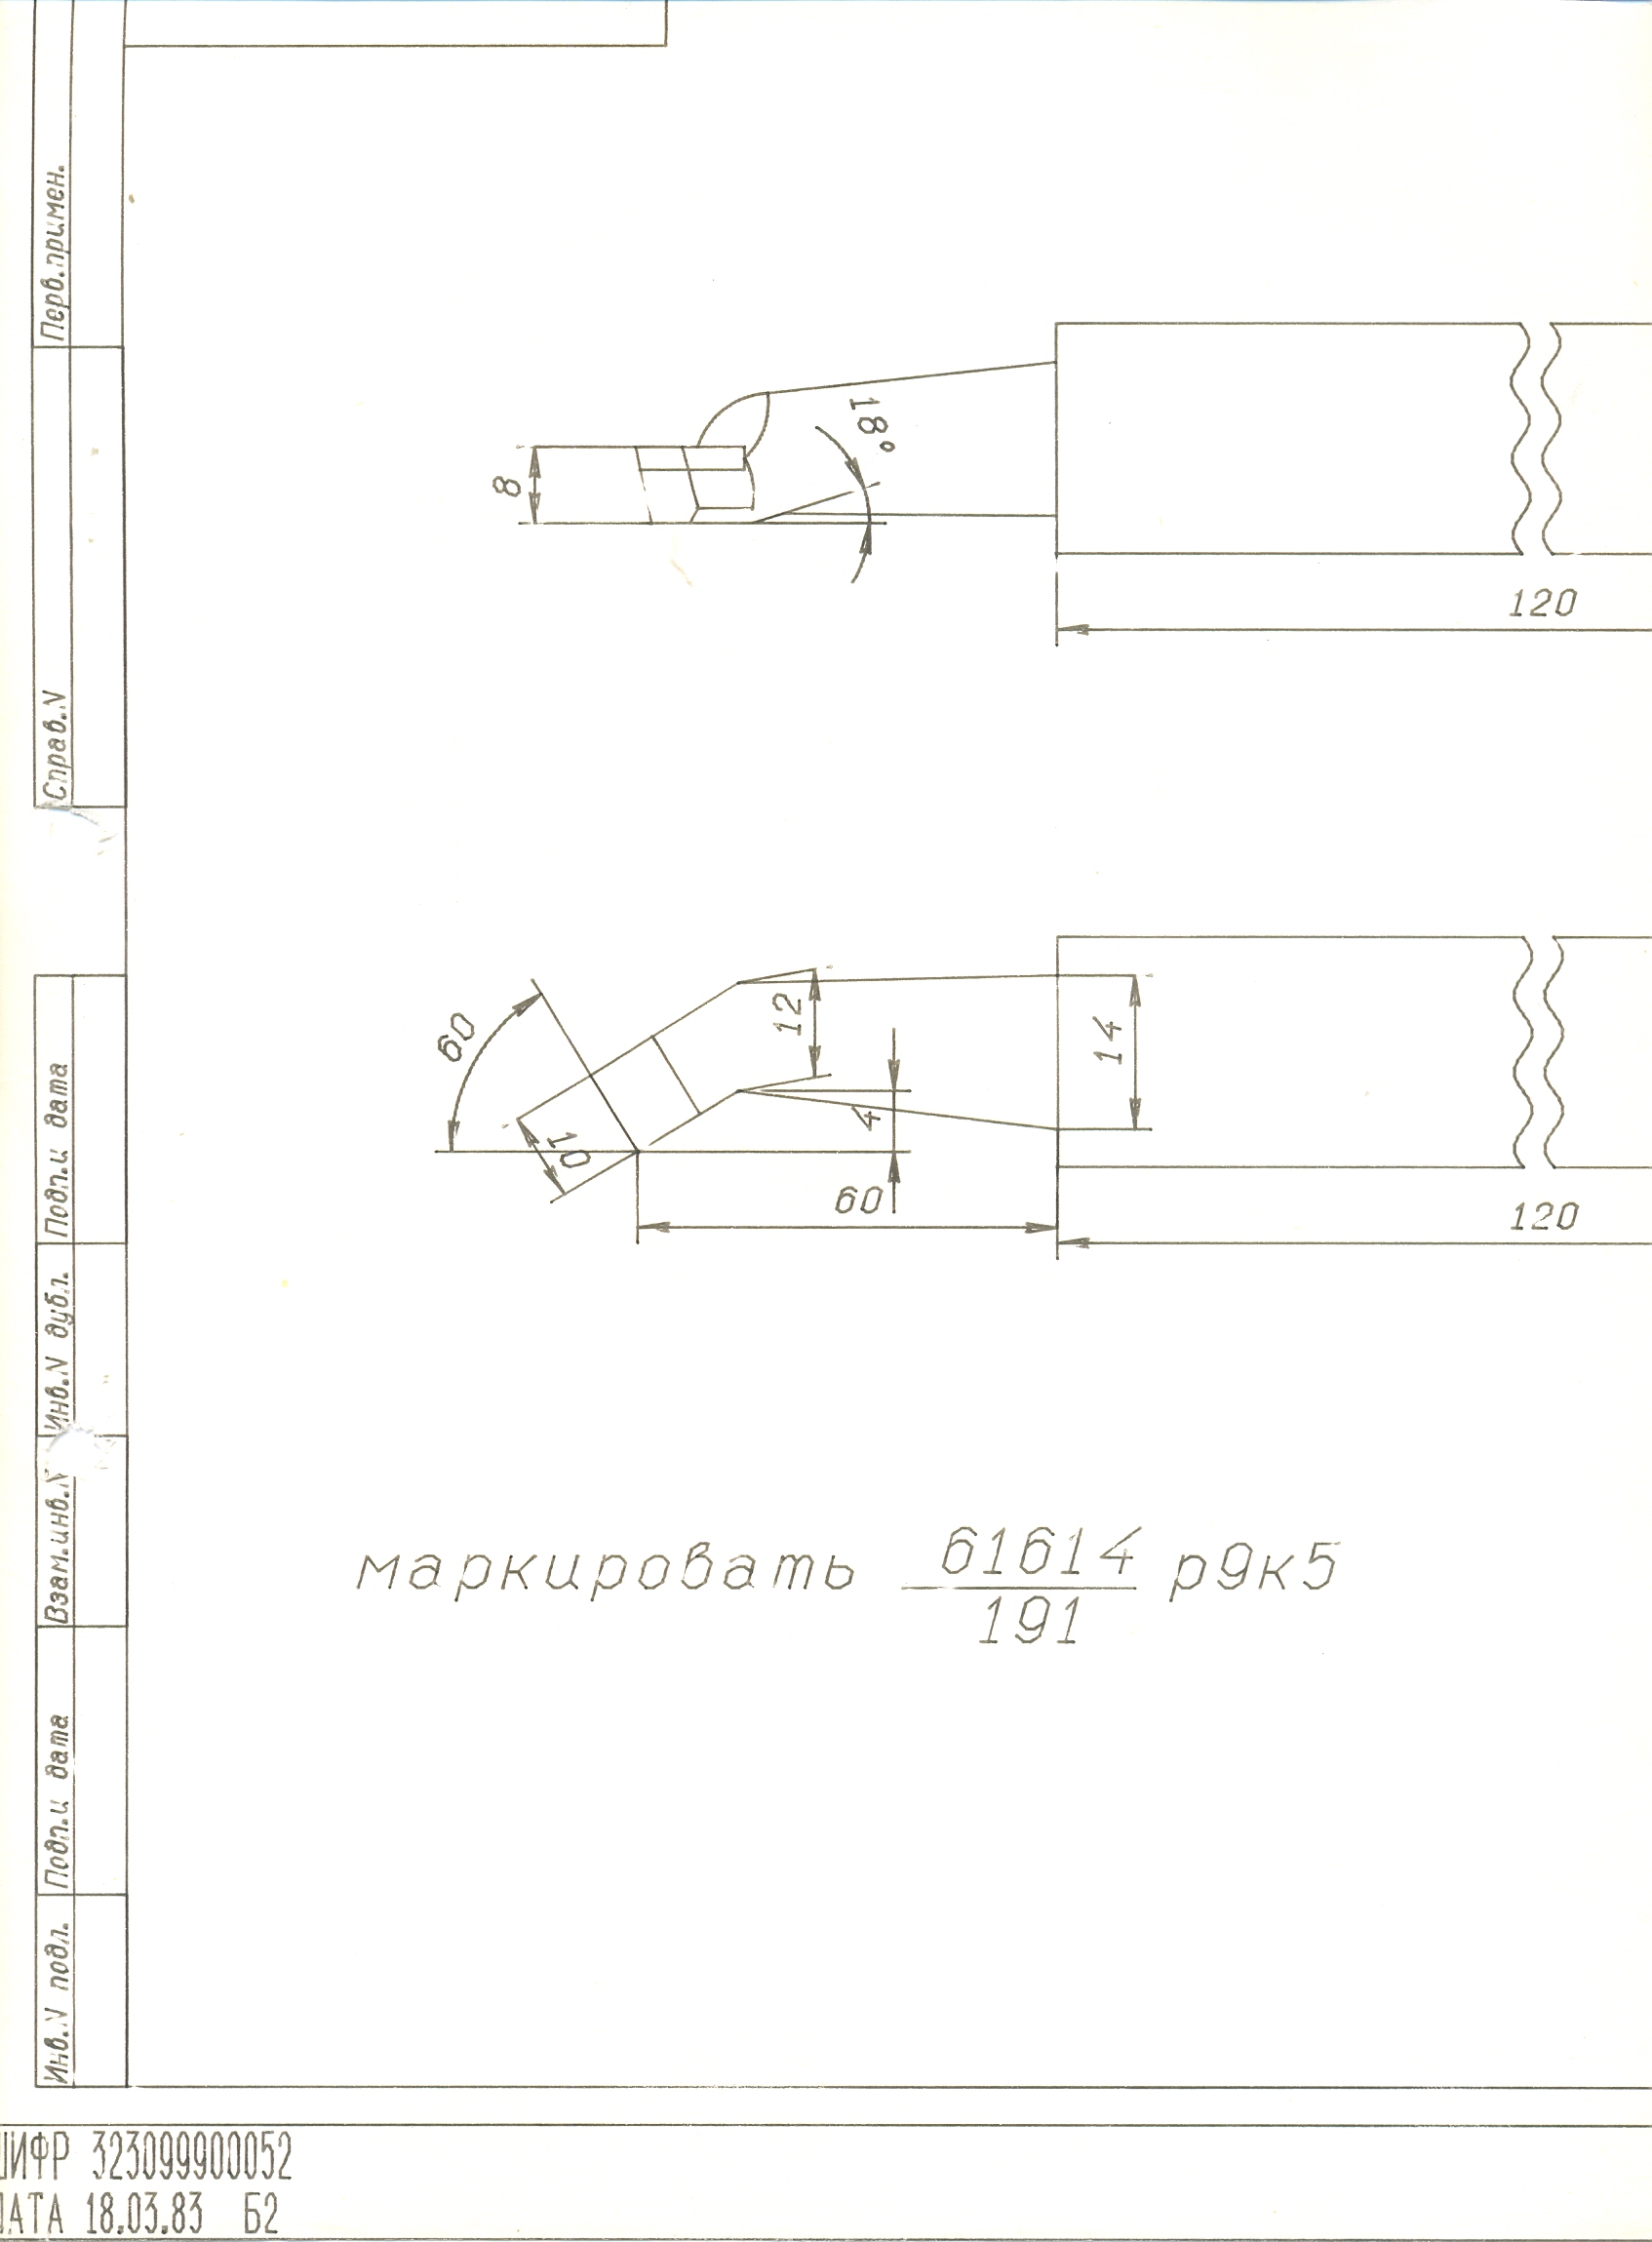 Перв.примен.
Справ.N
Подп.и дата
Инв.N дубл.
Взам.инв.N
Подп.и дата
Инв.N подл.
18°
8
120
60
12
14
4
10
60
120
маркировать 61614/191 р9к5
ШИФР 323099900052
ДАТА 18.03.83 Б2